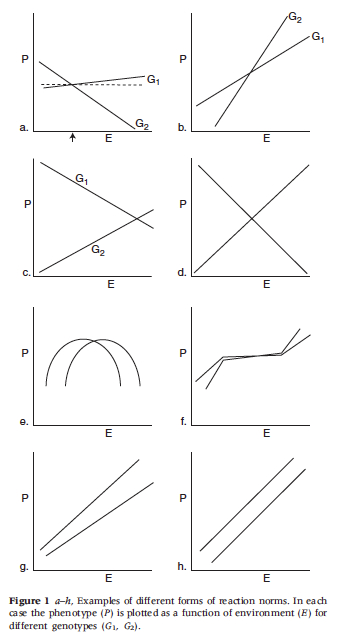 P
G1
G2
a.
E
G2
G1
P
b.
E
G1
P
G2
c.
E
P
d.
E
P
e.
E
P
f.
E
P
g.
E
P
h.
E
Figure 1 a–h, Examples of different forms of reaction norms. In each
case the phenotype (P) is plotted as a function of environment (E) for
different genotypes (G1, G2).